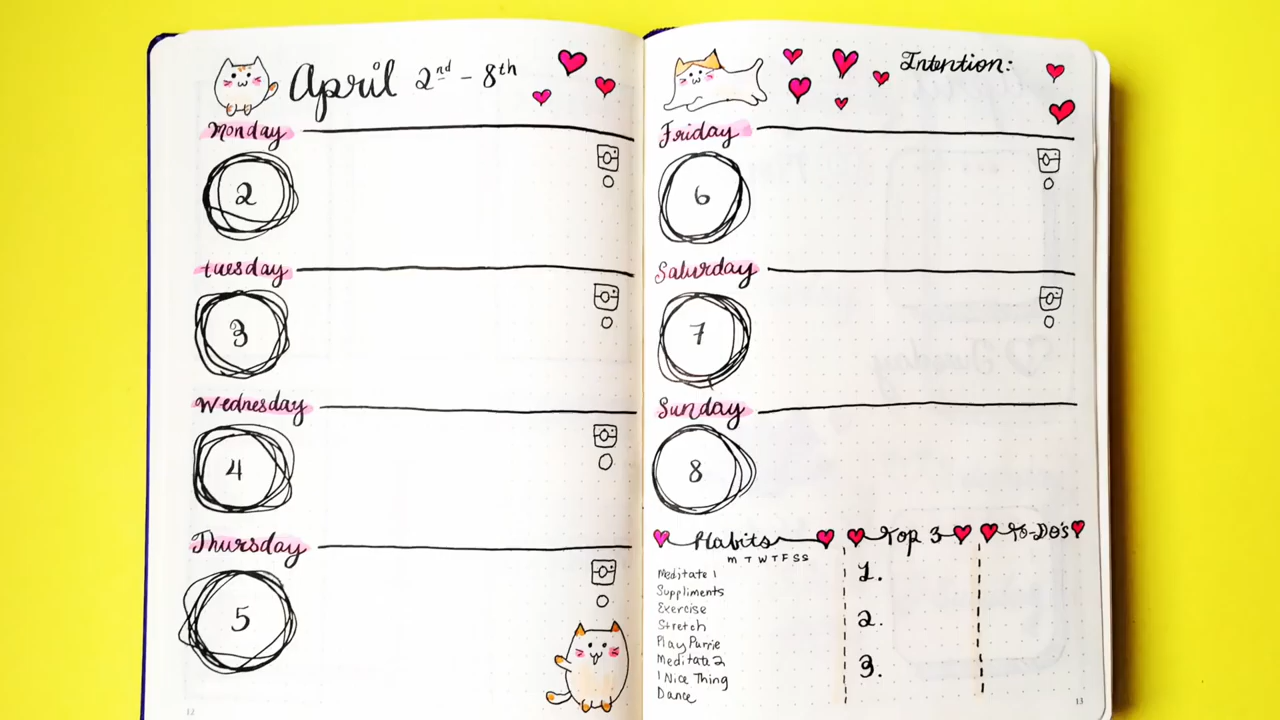 April 2nd - 8th
Monday
2
Tuesday
3
Wednesday
4
Thursday
5
12
Intention:
Friday
6
Saturday
7
Sunday
8
Habits
M T W T F S S
Meditate 1
Suppliments
Exercise
Stretch
Play Purrie
Meditate 2
1 Nice Thing
Dance
Top 3
1.
2.
3.
To-Do's
13